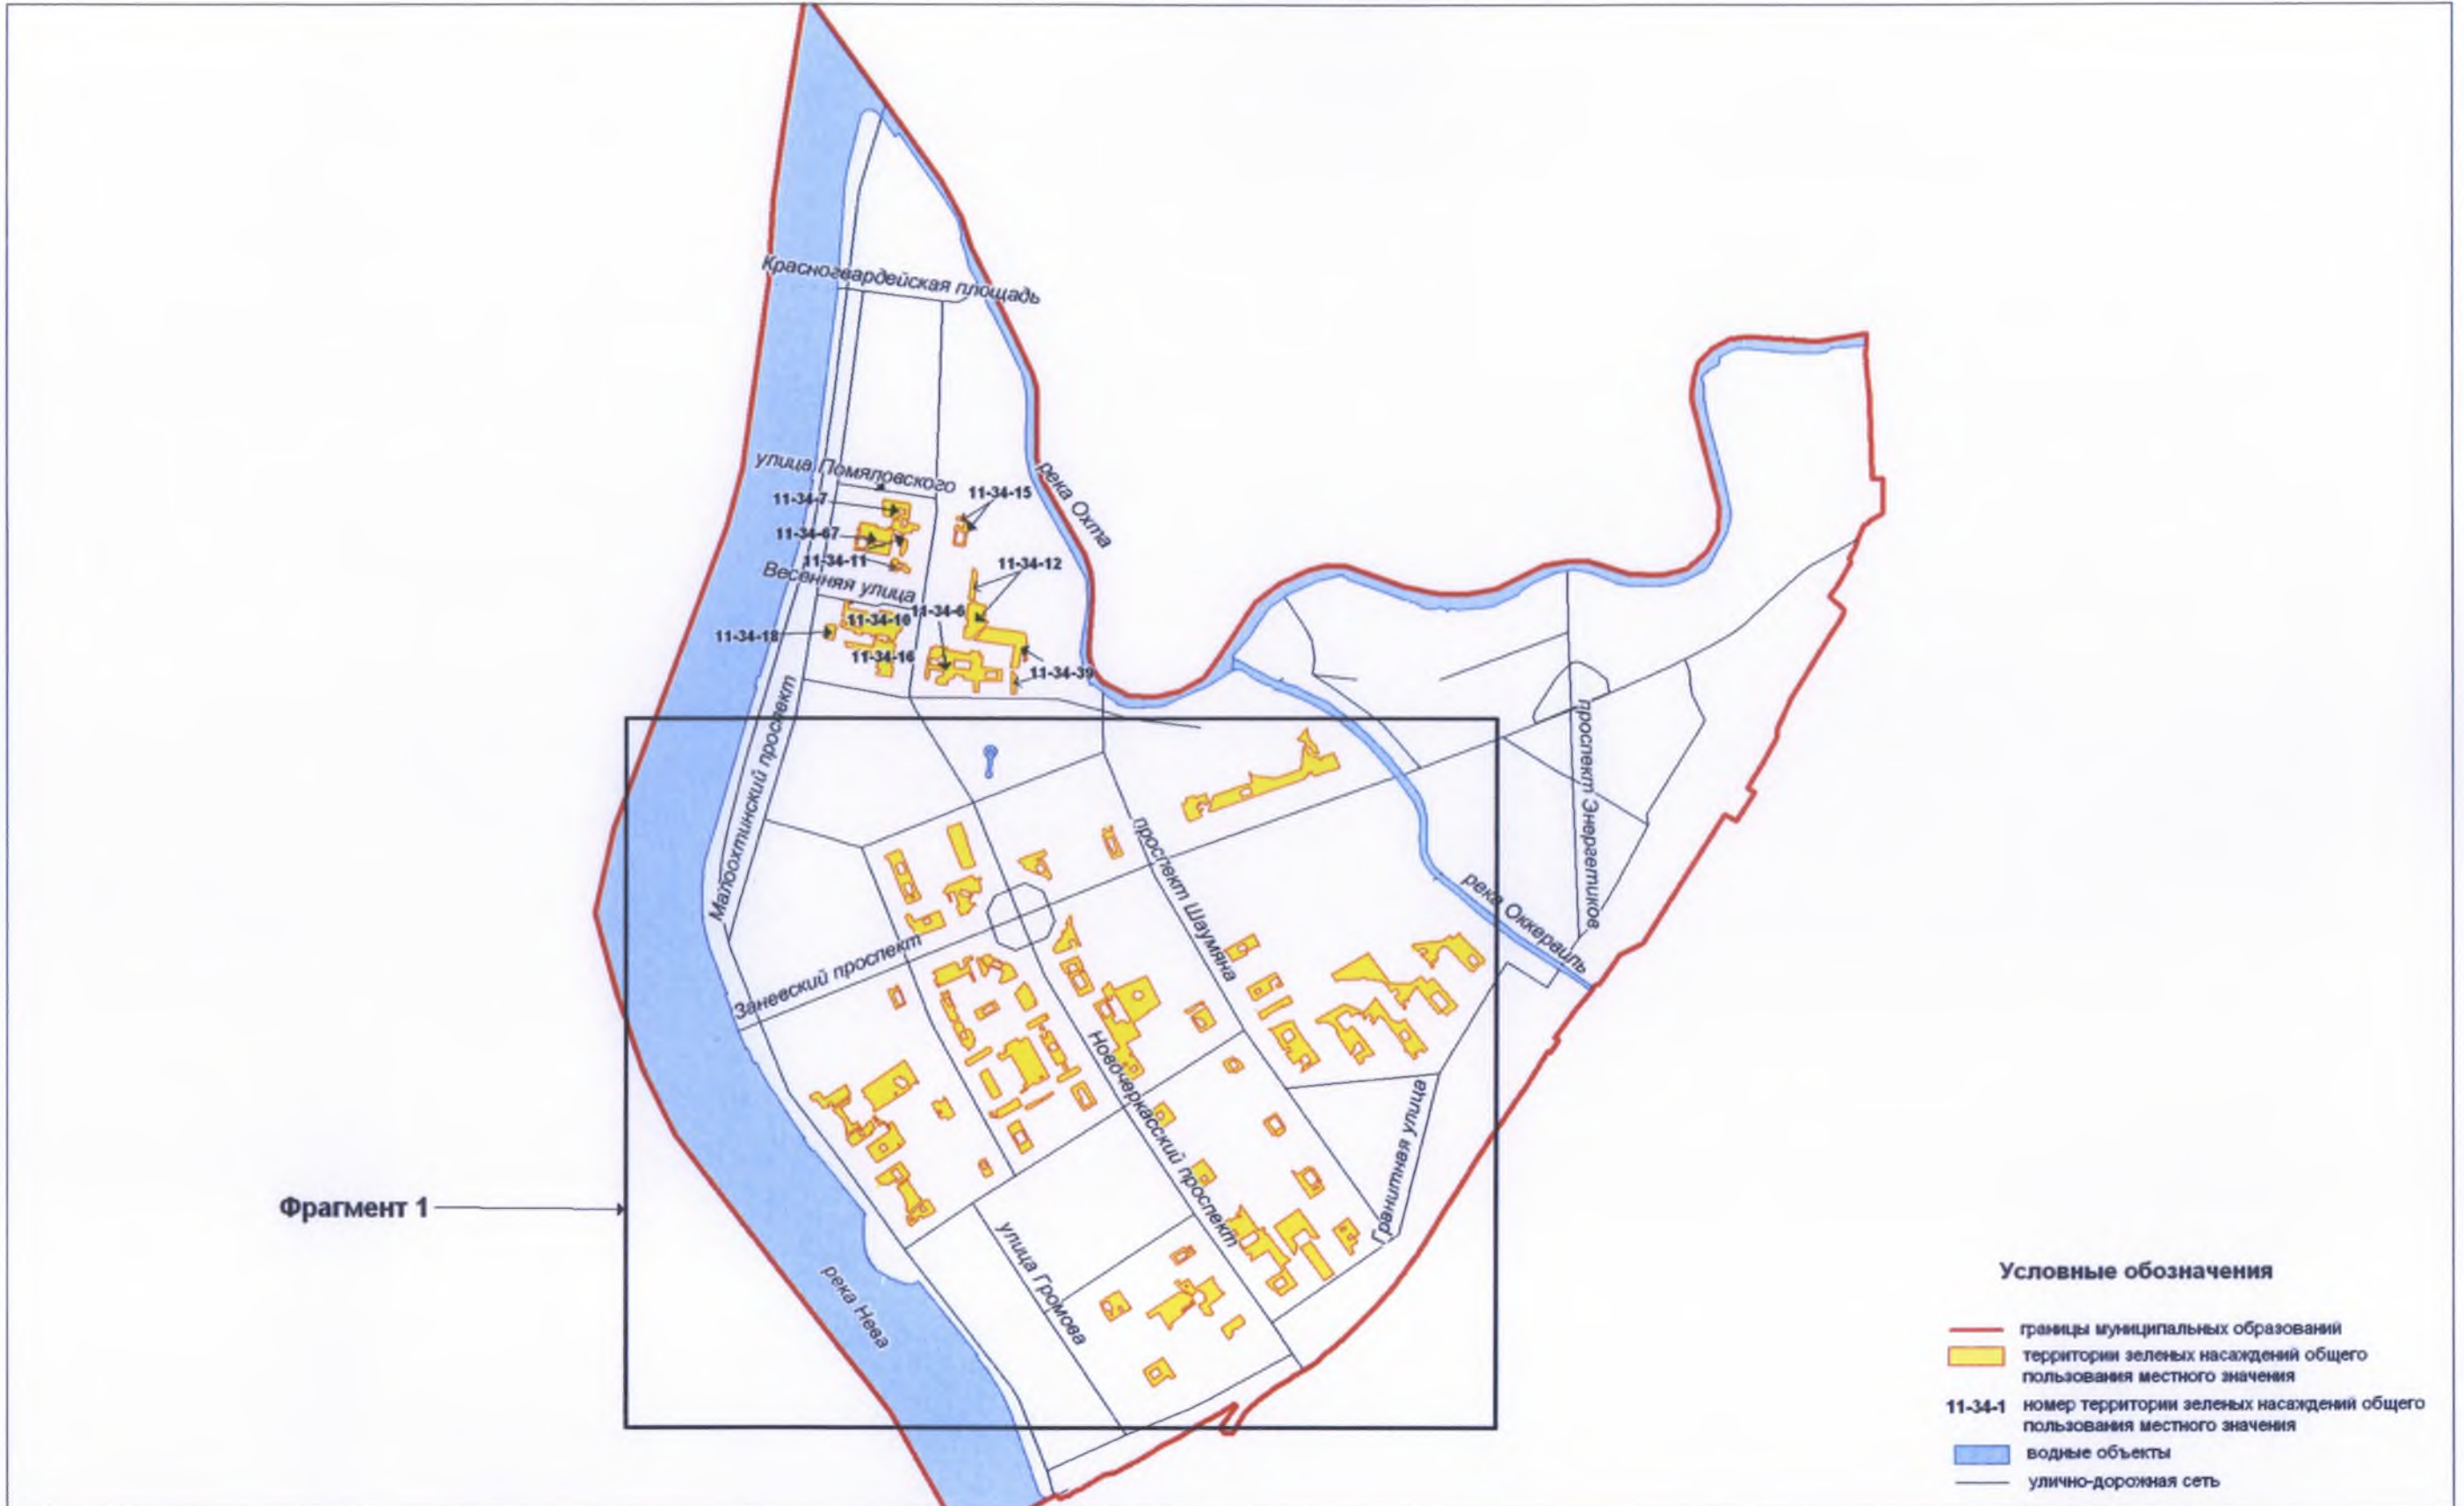 Красногвардейская площадь
улица Помяловского
11-34-7
11-34-15
река Охта
11-34-67
11-34-11
11-34-12
Весенняя улица
11-34-6
11-34-10
11-34-18
11-34-16
11-34-39
Малоохтинский проспект
проспект Энергетиков
проспект Шаумяна
река Оккервиль
Заневский проспект
Новочеркасский проспект
Гранитная улица
Фрагмент 1
улица Громова
река Нева
Условные обозначения
границы муниципальных образований
территории зеленых насаждений общего
пользования местного значения
11-34-1 номер территории зеленых насаждений общего
пользования местного значения
водные объекты
улично-дорожная сеть